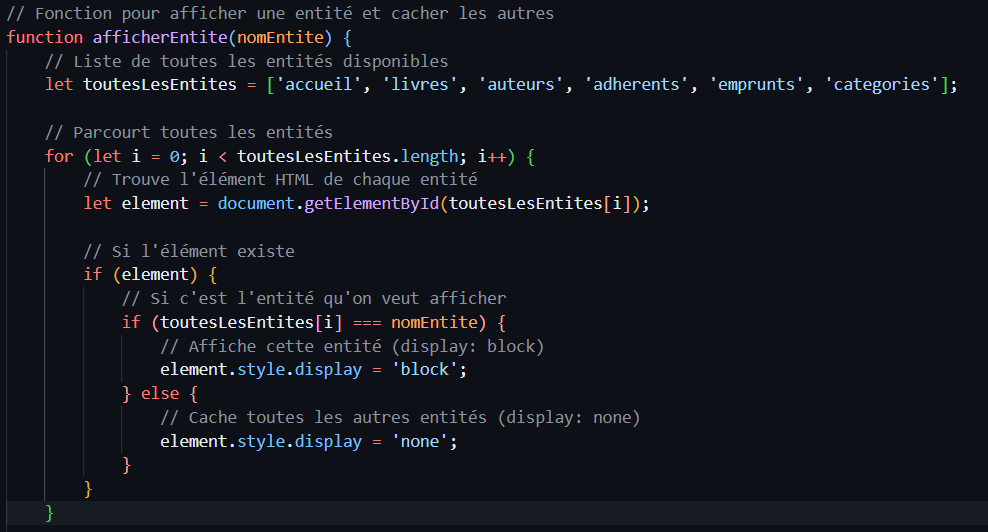 // Fonction pour afficher une entité et cacher les autres
function afficherEntite(nomEntite) {
// Liste de toutes les entités disponibles
let toutesLesEntites = ['accueil', 'livres', 'auteurs', 'adherents', 'emprunts', 'categories'];
// Parcourt toutes les entités
for (let i = 0; i < toutesLesEntites.length; i++) {
// Trouve l'élément HTML de chaque entité
let element = document.getElementById(toutesLesEntites[i]);
// Si l'élément existe
if (element) {
// Si c'est l'entité qu'on veut afficher
if (toutesLesEntites[i] === nomEntite) {
// Affiche cette entité (display: block)
element.style.display = 'block';
} else {
// Cache toutes les autres entités (display: none)
element.style.display = 'none';
}
}
}